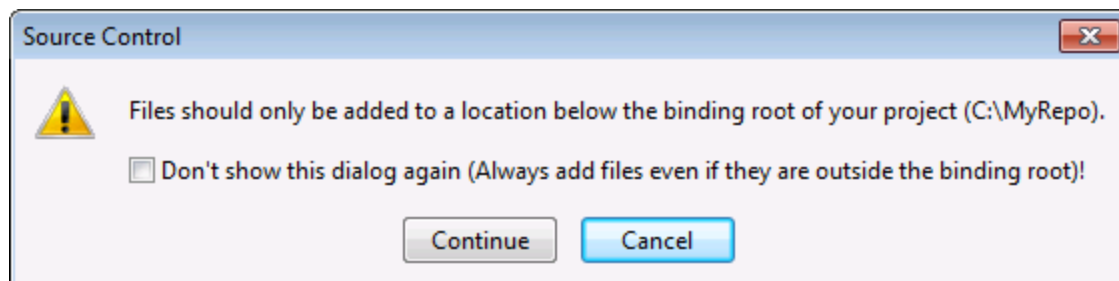 Source Control
Files should only be added to a location below the binding root of your project (C:\MyRepo).
Don't show this dialog again (Always add files even if they are outside the binding root)!
Continue Cancel